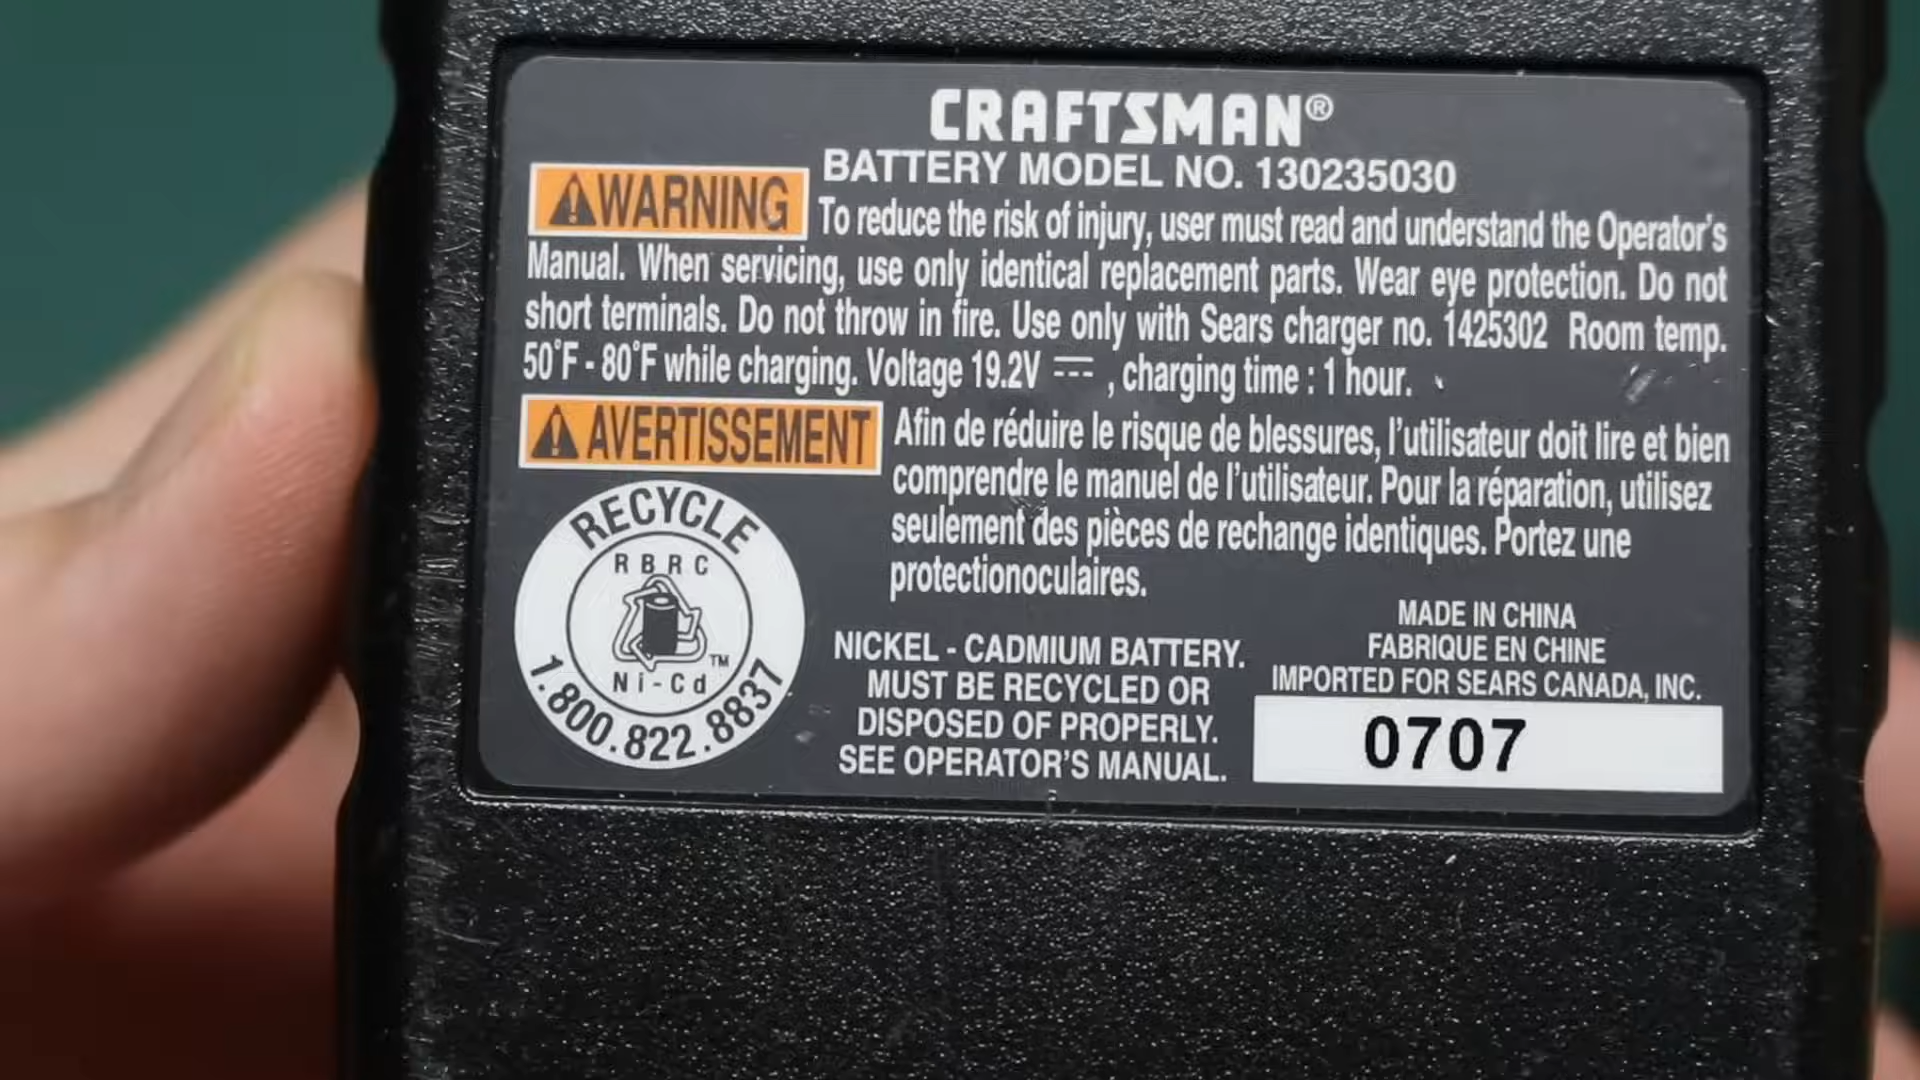 CRAFTSMAN®
BATTERY MODEL NO. 130235030
⚠WARNING To reduce the risk of injury, user must read and understand the Operator's
Manual. When servicing, use only identical replacement parts. Wear eye protection. Do not
short terminals. Do not throw in fire. Use only with Sears charger no. 1425302 Room temp.
50°F - 80°F while charging. Voltage 19.2V ⎓ , charging time : 1 hour.
⚠AVERTISSEMENT Afin de réduire le risque de blessures, l'utilisateur doit lire et bien
comprendre le manuel de l'utilisateur. Pour la réparation, utilisez
seulement des pièces de rechange identiques. Portez une
protectionoculaires.
RECYCLE
RBRC
TM
Ni-Cd
1.800.822.8837
NICKEL - CADMIUM BATTERY.
MUST BE RECYCLED OR
DISPOSED OF PROPERLY.
SEE OPERATOR'S MANUAL.
MADE IN CHINA
FABRIQUE EN CHINE
IMPORTED FOR SEARS CANADA, INC.
0707